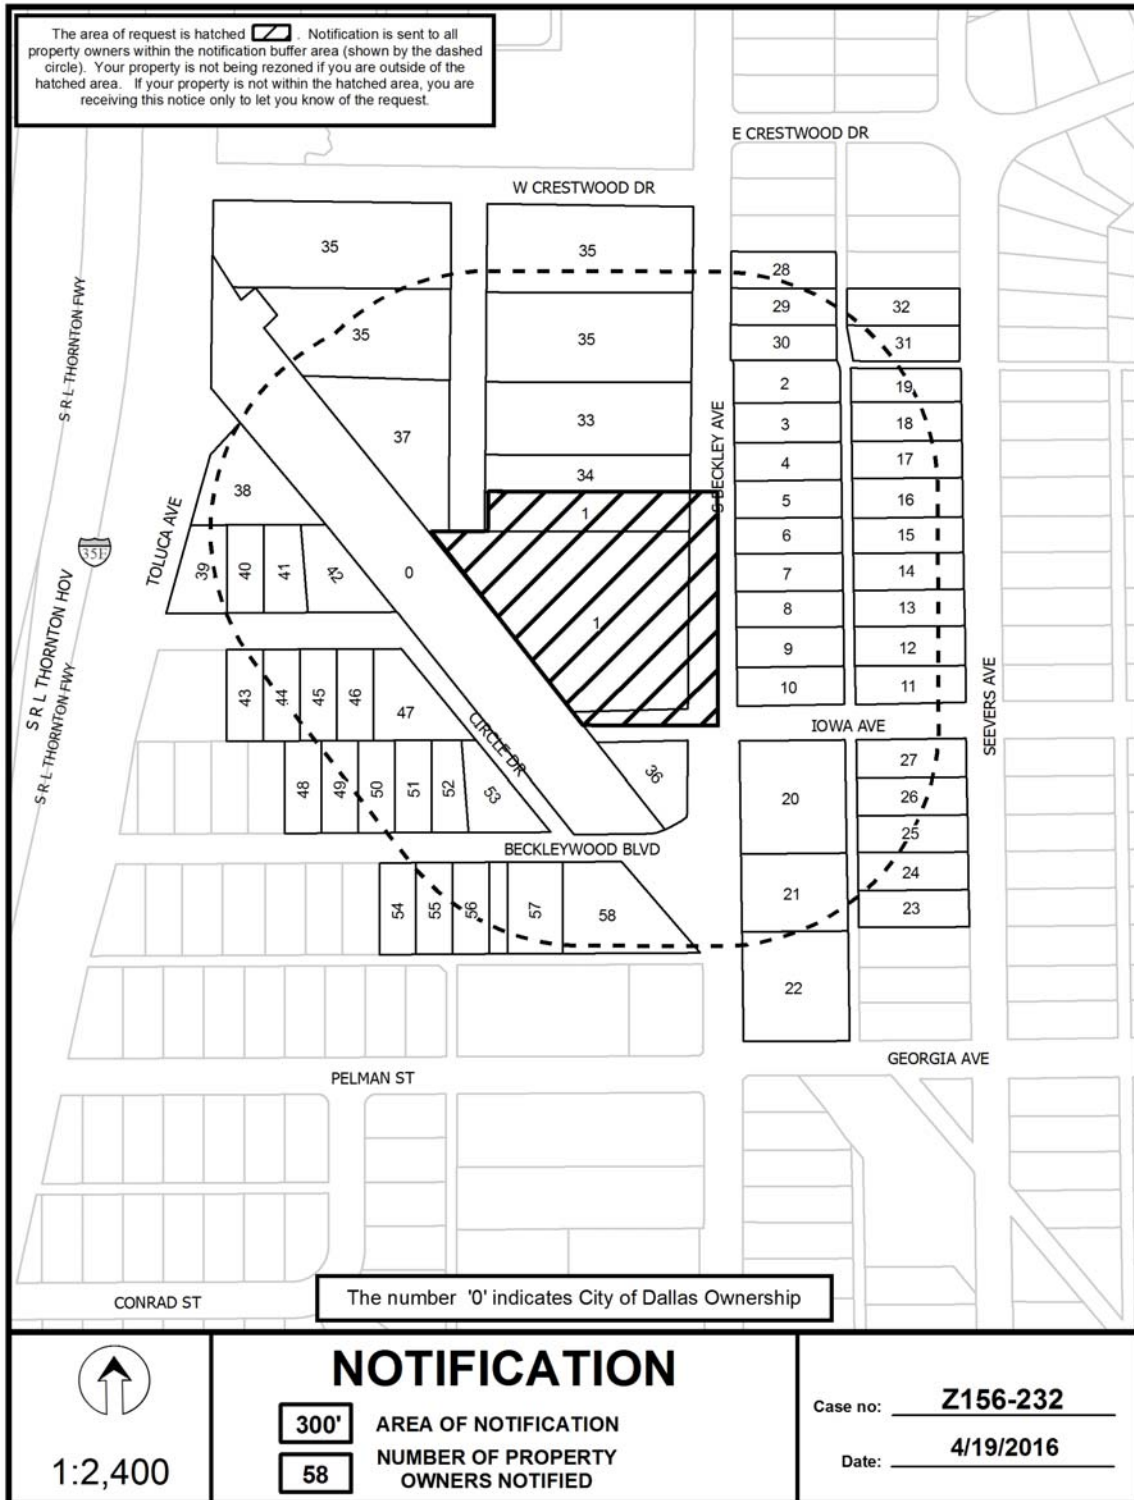 The area of request is hatched . Notification is sent to all
property owners within the notification buffer area (shown by the dashed
circle). Your property is not being rezoned if you are outside of the
hatched area. If your property is not within the hatched area, you are
receiving this notice only to let you know of the request.
E CRESTWOOD DR
W CRESTWOOD DR
35
35
28
29
32
S R L THORNTON FWY
35
35
30
31
2
19
S BECKLEY AVE
37
33
3
18
4
17
34
38
5
16
1
6
15
TOLUCA AVE
35E
39
40
41
42
0
7
14
8
13
1
9
12
S R L THORNTON HOV
S R L THORNTON FWY
43
44
45
46
47
10
11
SEEVERS AVE
IOWA AVE
CIRCLE DR
27
36
48
49
50
51
52
53
20
26
25
BECKLEYWOOD BLVD
24
21
54
55
56
57
58
23
22
GEORGIA AVE
PELMAN ST
CONRAD ST
The number '0' indicates City of Dallas Ownership
1:2,400
NOTIFICATION
300' AREA OF NOTIFICATION
58 NUMBER OF PROPERTY
OWNERS NOTIFIED
Case no: Z156-232
Date: 4/19/2016